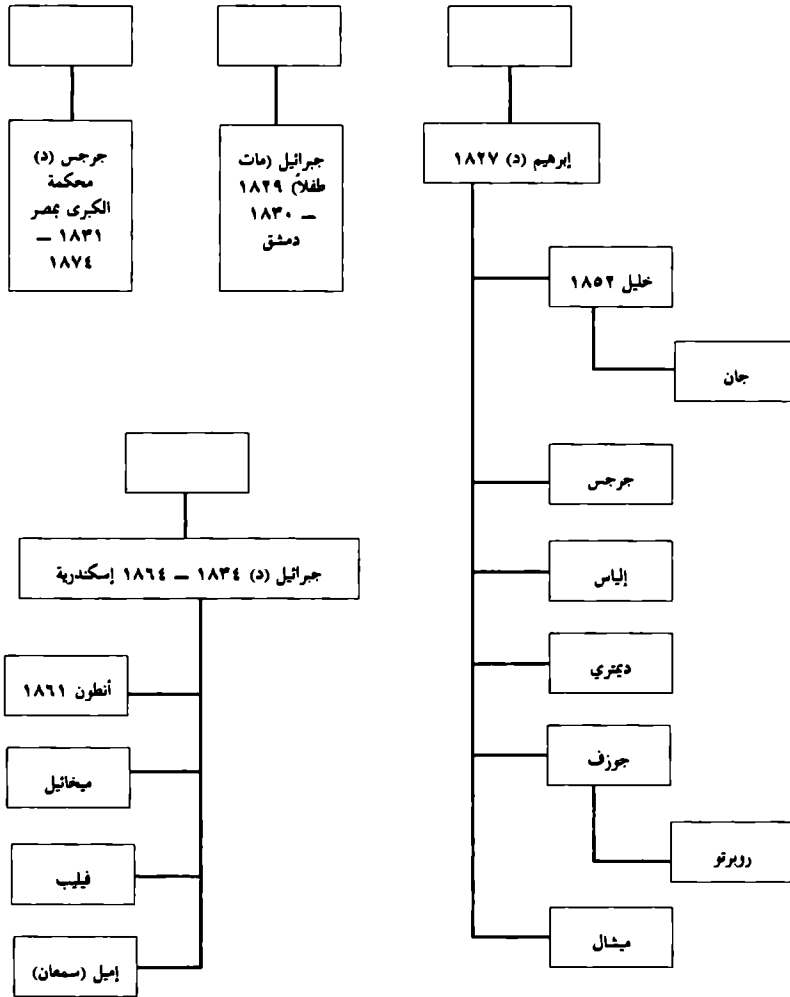 إبرهيم (د) ١٨٢٧
خليل ١٨٥٢
جان
جرجس
إلياس
ديمتري
جوزف
روبرتو
ميشال
جبرائيل (مات
طفلاً) ١٨٢٩
– ١٨٣٠
دمشق
جرجس (د)
محكمة
الكبرى بمصر
١٨٣١ –
١٨٧٤
جبرائيل (د) ١٨٣٤ – ١٨٦٤ إسكندرية
أنطون ١٨٦١
ميخائيل
فيليب
إميل (سمعان)